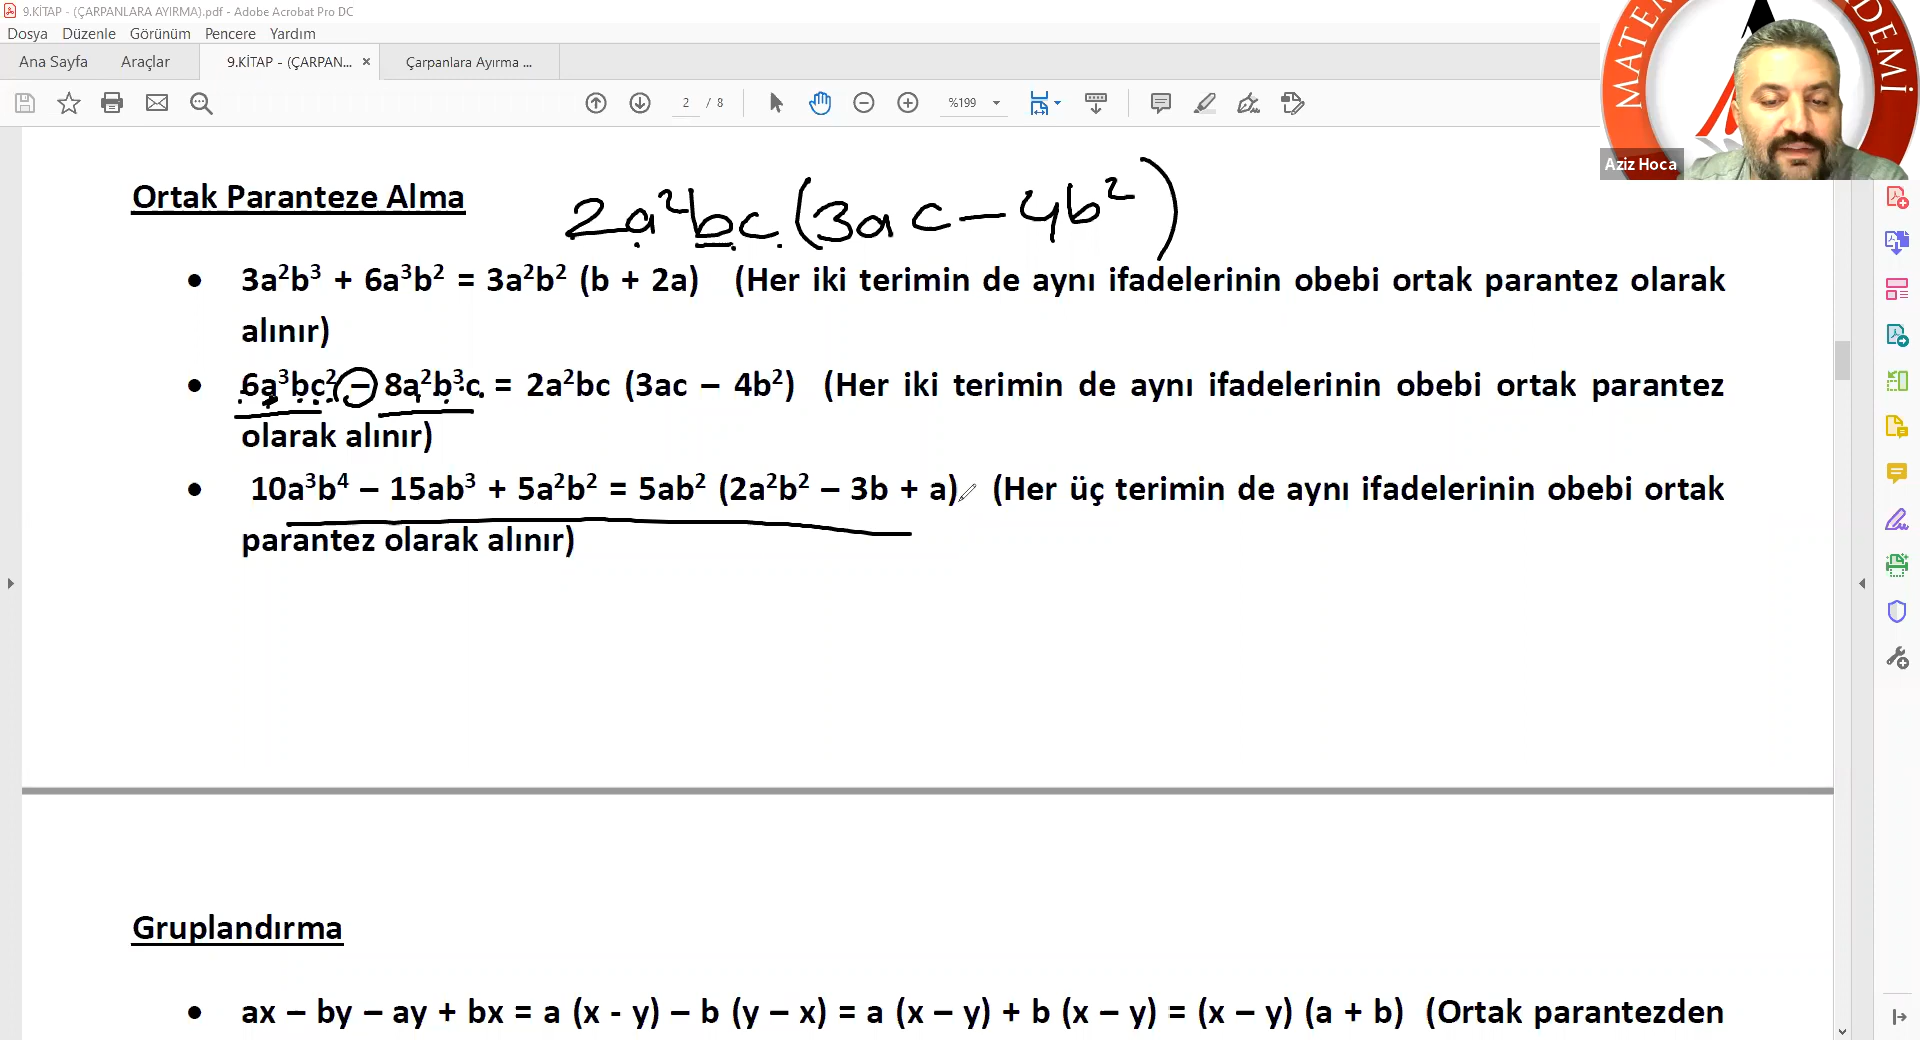 9.KİTAP - (ÇARPANLARA AYIRMA).pdf - Adobe Acrobat Pro DC
Dosya Düzenle Görünüm Pencere Yardım
Ana Sayfa Araçlar 9.KİTAP - (ÇARPAN... × Çarpanlara Ayırma ...
2 / 8 %199
Aziz Hoca
Ortak Paranteze Alma
2a²bc(3ac – 4b²)
• 3a²b³ + 6a³b² = 3a²b² (b + 2a) (Her iki terimin de aynı ifadelerinin obebi ortak parantez olarak
alınır)
• 6a³bc² – 8a²b³c = 2a²bc (3ac – 4b²) (Her iki terimin de aynı ifadelerinin obebi ortak parantez
olarak alınır)
• 10a³b⁴ – 15ab³ + 5a²b² = 5ab² (2a²b² – 3b + a) (Her üç terimin de aynı ifadelerinin obebi ortak
parantez olarak alınır)
Gruplandırma
• ax – by – ay + bx = a (x - y) – b (y – x) = a (x – y) + b (x – y) = (x – y) (a + b) (Ortak parantezden